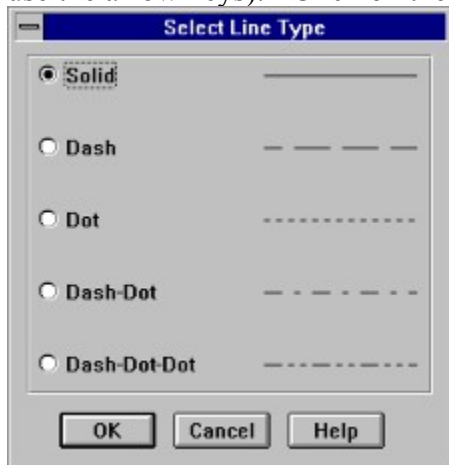 Select Line Type
Solid
Dash
Dot
Dash-Dot
Dash-Dot-Dot
OK Cancel Help